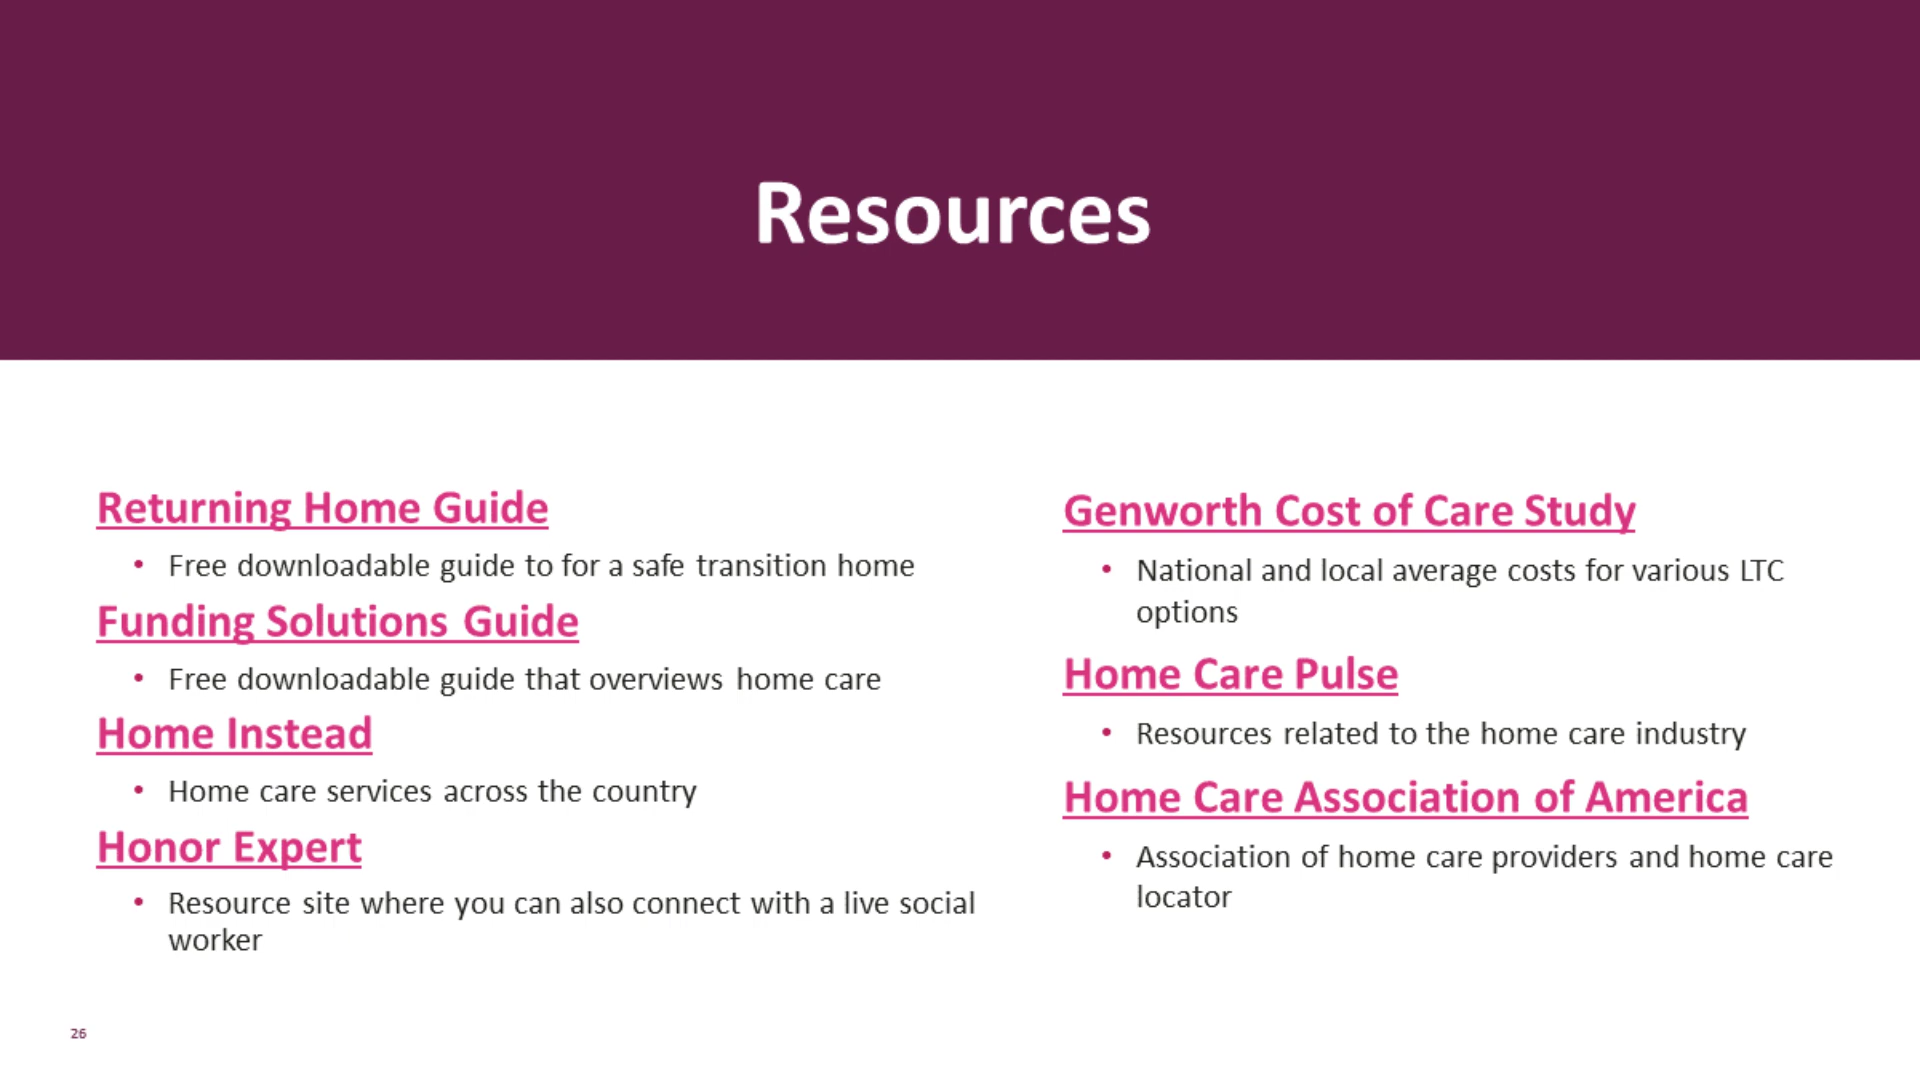 Resources
Returning Home Guide
• Free downloadable guide to for a safe transition home
Funding Solutions Guide
• Free downloadable guide that overviews home care
Home Instead
• Home care services across the country
Honor Expert
• Resource site where you can also connect with a live social
worker
Genworth Cost of Care Study
• National and local average costs for various LTC
options
Home Care Pulse
• Resources related to the home care industry
Home Care Association of America
• Association of home care providers and home care
locator
26